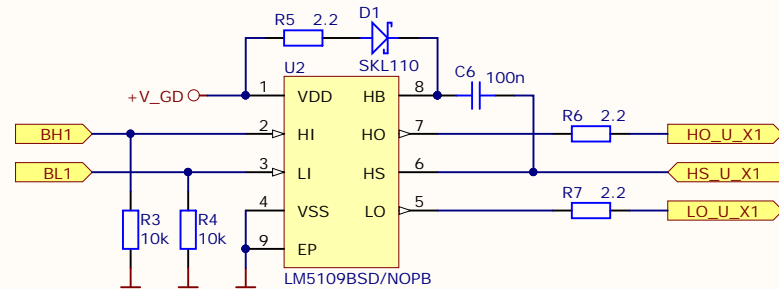 D1
R5 2.2
SKL110
U2
C6 100n
+V_GD
1 VDD HB 8
BH1
2 HI HO 7
R6 2.2
HO_U_X1
BL1
3 LI HS 6
HS_U_X1
4 VSS LO 5
R7 2.2
LO_U_X1
R3
10k
R4
10k
9 EP
LM5109BSD/NOPB